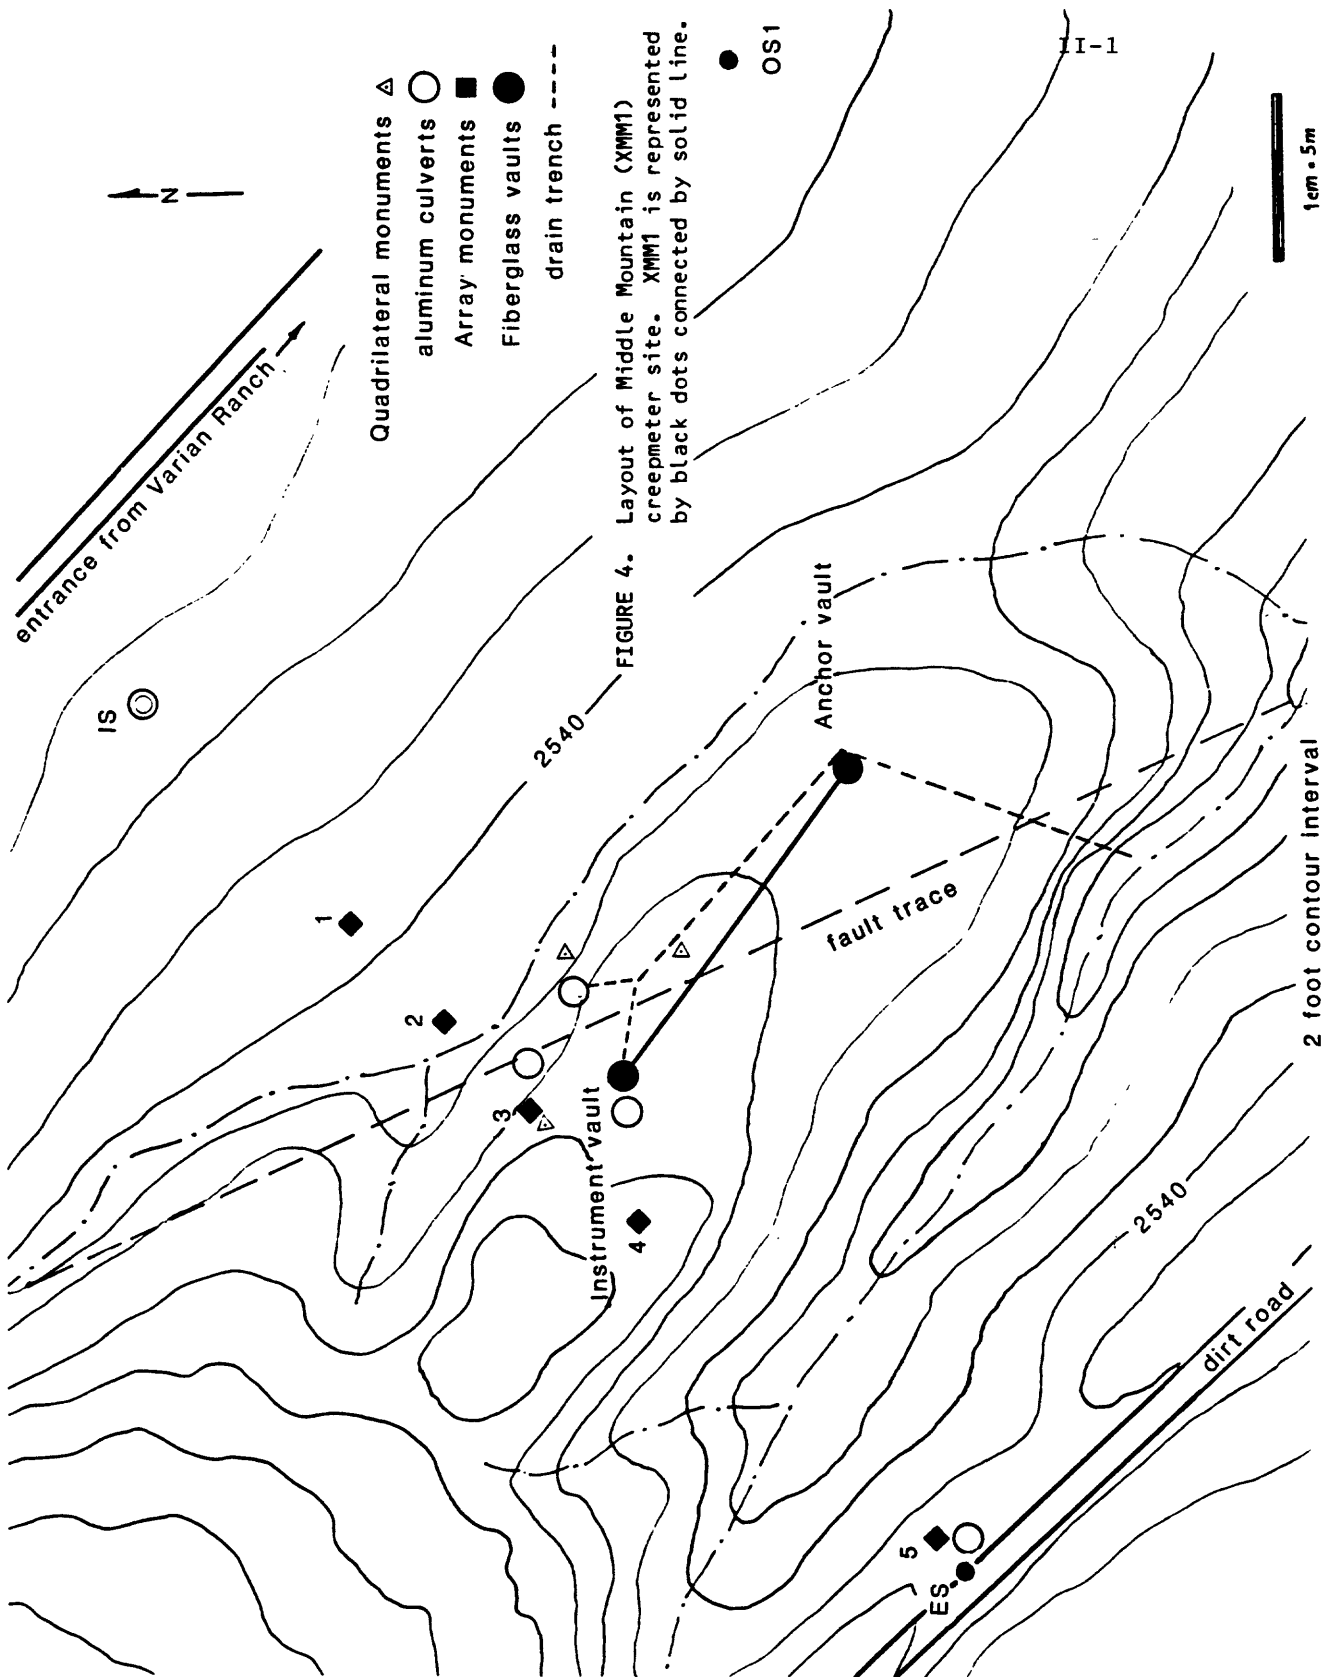 II-1
N
Quadrilateral monuments
aluminum culverts
Array monuments
Fiberglass vaults
drain trench
FIGURE 4. Layout of Middle Mountain (XMM1)
creepmeter site. XMM1 is represented
by black dots connected by solid line.
OS1
1cm = 5m
entrance from Varian Ranch
IS
2540
Anchor vault
1
2
3
fault trace
Instrument vault
4
2540
dirt road
5
ES
2 foot contour interval